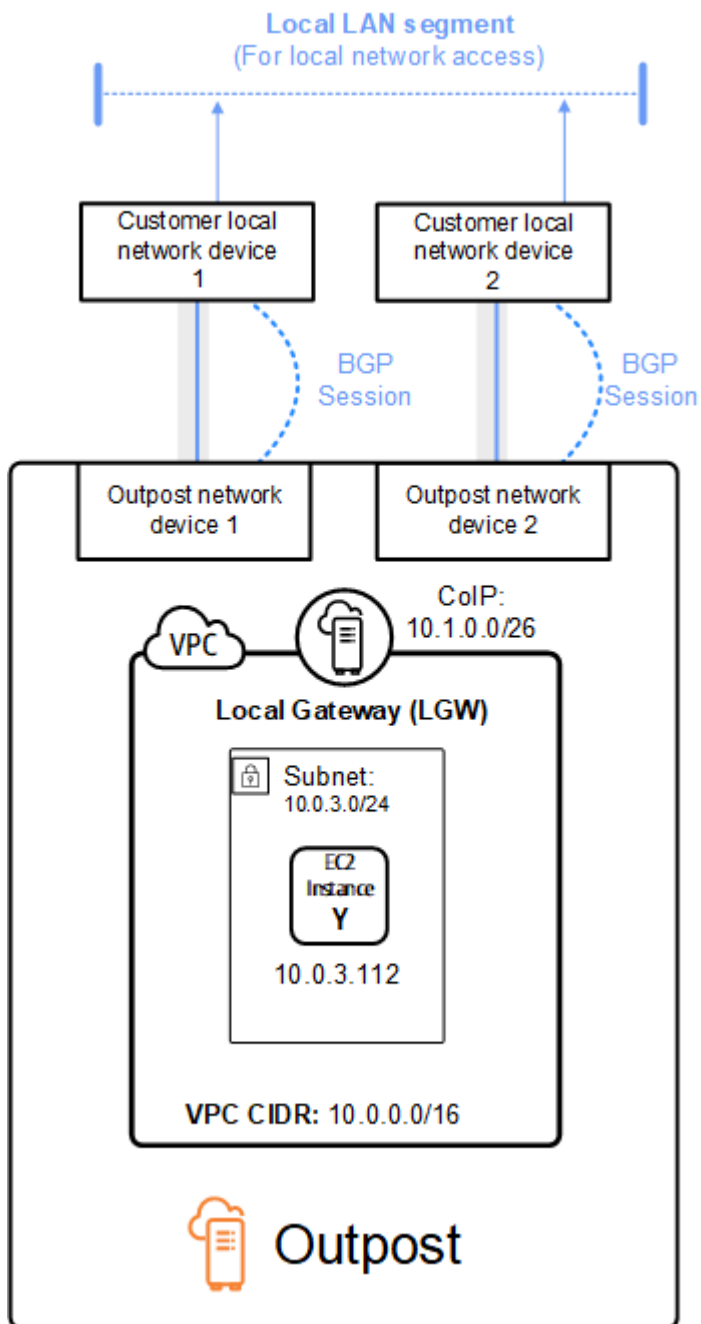 Local LAN segment
(For local network access)
Customer local
network device
1
Customer local
network device
2
BGP
Session
BGP
Session
Outpost network
device 1
Outpost network
device 2
CoIP:
10.1.0.0/26
VPC
Local Gateway (LGW)
Subnet:
10.0.3.0/24
EC2
Instance
Y
10.0.3.112
VPC CIDR: 10.0.0.0/16
Outpost